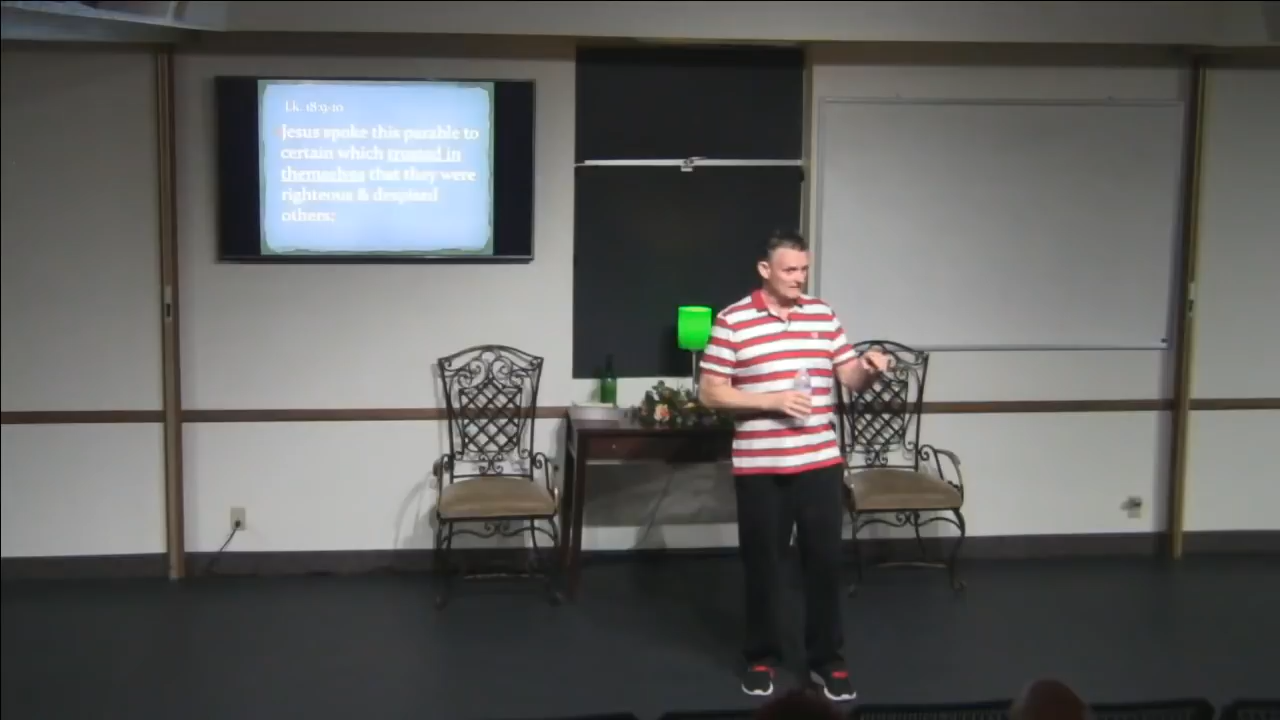 Lk. 18:9-10
Jesus spoke this parable to
certain which trusted in
themselves that they were
righteous & despised
others: